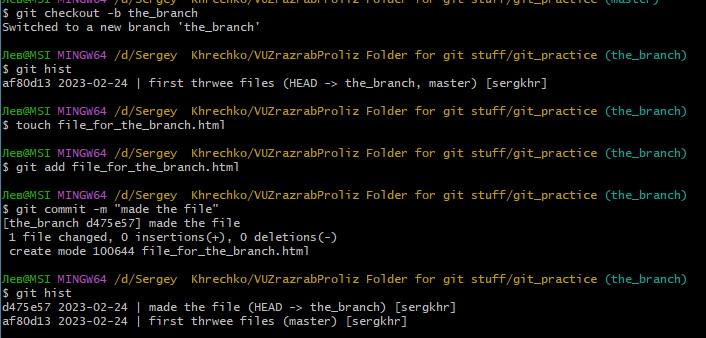 Лев@MSI MINGW64 /d/Sergey  Khrechko/VUZrazrabProliz Folder for git stuff/git_practice (master)
$ git checkout -b the_branch
Switched to a new branch 'the_branch'
Лев@MSI MINGW64 /d/Sergey  Khrechko/VUZrazrabProliz Folder for git stuff/git_practice (the_branch)
$ git hist
af80d13 2023-02-24 | first thrwee files (HEAD -> the_branch, master) [sergkhr]
Лев@MSI MINGW64 /d/Sergey  Khrechko/VUZrazrabProliz Folder for git stuff/git_practice (the_branch)
$ touch file_for_the_branch.html
Лев@MSI MINGW64 /d/Sergey  Khrechko/VUZrazrabProliz Folder for git stuff/git_practice (the_branch)
$ git add file_for_the_branch.html
Лев@MSI MINGW64 /d/Sergey  Khrechko/VUZrazrabProliz Folder for git stuff/git_practice (the_branch)
$ git commit -m "made the file"
[the_branch d475e57] made the file
 1 file changed, 0 insertions(+), 0 deletions(-)
 create mode 100644 file_for_the_branch.html
Лев@MSI MINGW64 /d/Sergey  Khrechko/VUZrazrabProliz Folder for git stuff/git_practice (the_branch)
$ git hist
d475e57 2023-02-24 | made the file (HEAD -> the_branch) [sergkhr]
af80d13 2023-02-24 | first thrwee files (master) [sergkhr]